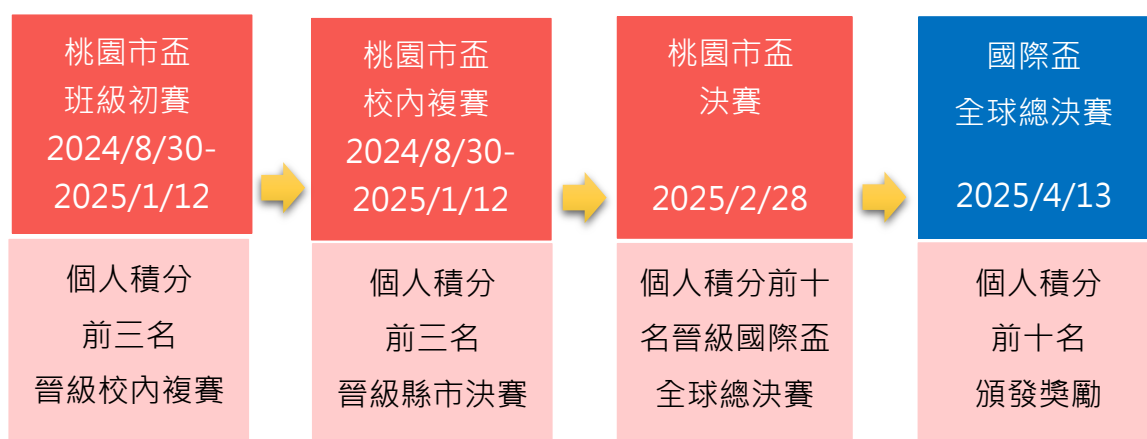 桃園市盃
班級初賽
2024/8/30-
2025/1/12
個人積分
前三名
晉級校內複賽
桃園市盃
校內複賽
2024/8/30-
2025/1/12
個人積分
前三名
晉級縣市決賽
桃園市盃
決賽
2025/2/28
個人積分前十
名晉級國際盃
全球總決賽
國際盃
全球總決賽
2025/4/13
個人積分
前十名
頒發獎勵